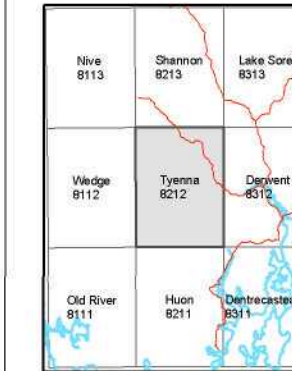 Nive
8113
Shannon
8213
Lake Sore
8313
Wedge
8112
Tyenna
8212
Derwent
8312
Old River
8111
Huon
8211
Dentrecastea
8311